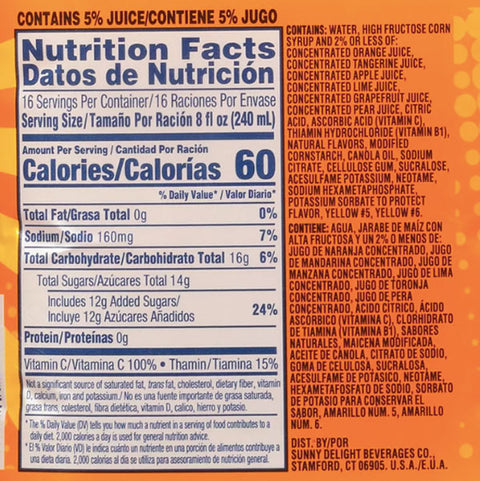 CONTAINS 5% JUICE/CONTIENE 5% JUGO
Nutrition Facts
Datos de Nutrición
16 Servings Per Container/16 Raciones Por Envase
Serving Size/Tamaño Por Ración 8 fl oz (240 mL)
Amount Per Serving / Cantidad Por Ración
Calories/Calorías 60
% Daily Value* / Valor Diario*
Total Fat/Grasa Total 0g 0%
Sodium/Sodio 160mg 7%
Total Carbohydrate/Carbohidrato Total 16g 6%
Total Sugars/Azúcares Total 14g
Includes 12g Added Sugars/
Incluye 12g Azúcares Añadidos 24%
Protein/Proteínas 0g
Vitamin C/Vitamina C 100% • Thamin/Tiamina 15%
Not a significant source of saturated fat, trans fat, cholesterol, dietary fiber, vitamin
D, calcium, iron and potassium./ No es una fuente importante de grasa saturada,
grasa trans, colesterol, fibra dietética, vitamin D, calico, hierro y potasio.
*The % Daily Value (DV) tells you how much a nutrient in a serving of food contributes to a
daily diet. 2,000 calories a day is used for general nutrition advice.
*El % Valor Diario (VD) le indica cuánto un nutriente en una porción de alimentos contribuye a
una dieta diaria. 2,000 calorías al día se utiliza para asesoramiento de nutrición general.
CONTAINS: WATER, HIGH FRUCTOSE CORN
SYRUP AND 2% OR LESS OF:
CONCENTRATED ORANGE JUICE,
CONCENTRATED TANGERINE JUICE,
CONCENTRATED APPLE JUICE,
CONCENTRATED LIME JUICE,
CONCENTRATED GRAPEFRUIT JUICE,
CONCENTRATED PEAR JUICE, CITRIC
ACID, ASCORBIC ACID (VITAMIN C),
THIAMIN HYDROCHLORIDE (VITAMIN B1),
NATURAL FLAVORS, MODIFIED
CORNSTARCH, CANOLA OIL, SODIUM
CITRATE, CELLULOSE GUM, SUCRALOSE,
ACESULFAME POTASSIUM, NEOTAME,
SODIUM HEXAMETAPHOSPHATE,
POTASSIUM SORBATE TO PROTECT
FLAVOR, YELLOW #5, YELLOW #6.
CONTIENE: AGUA, JARABE DE MAÍZ CON
ALTA FRUCTOSA Y UN 2% O MENOS DE:
JUGO DE NARANJA CONCENTRADO, JUGO
DE MANDARINA CONCENTRADO, JUGO DE
MANZANA CONCENTRADO, JUGO DE LIMA
CONCENTRADO, JUGO DE TORONJA
CONCENTRADO, JUGO DE PERA
CONCENTRADO, ÁCIDO CÍTRICO, ÁCIDO
ASCÓRBICO (VITAMINA C), CLORHIDRATO
DE TIAMINA (VITAMINA B1), SABORES
NATURALES, MAICENA MODIFICADA,
ACEITE DE CANOLA, CITRATO DE SODIO,
GOMA DE CELULOSA, SUCRALOSA,
ACESULFAMO DE POTASICO, NEOTAME,
HEXAMETAFOSFATO DE SODIO, SORBATO
DE POTASIO PARA CONSERVAR EL
SABOR, AMARILLO NUM. 5, AMARILLO
NUM. 6.
DIST. BY/POR
SUNNY DELIGHT BEVERAGES CO.,
STAMFORD, CT 06905. U.S.A./E.U.A.